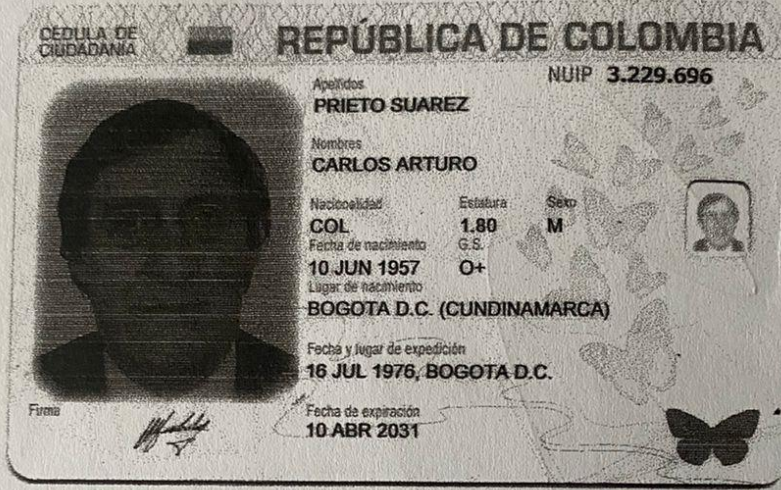 CÉDULA DE
CIUDADANÍA
REPÚBLICA DE COLOMBIA
NUIP 3.229.696
Apellidos
PRIETO SUAREZ
Nombres
CARLOS ARTURO
Nacionalidad Estatura Sexo
COL 1.80 M
Fecha de nacimiento G.S.
10 JUN 1957 O+
Lugar de nacimiento
BOGOTA D.C. (CUNDINAMARCA)
Fecha y lugar de expedición
16 JUL 1976, BOGOTA D.C.
Firma
Fecha de expiración
10 ABR 2031